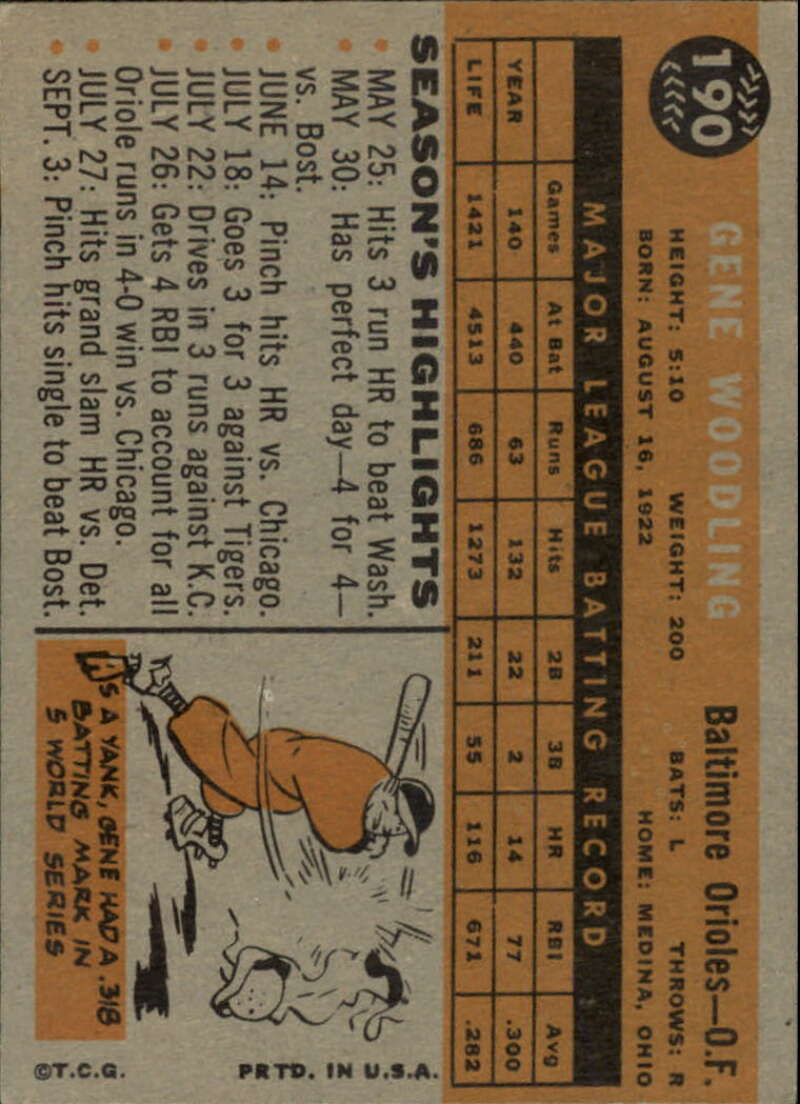 190
GENE WOODLING Baltimore Orioles—O.F.
HEIGHT: 5:10 WEIGHT: 200 BATS: L THROWS: R
BORN: AUGUST 16, 1922 HOME: MEDINA, OHIO
MAJOR LEAGUE BATTING RECORD
Games At Bat Runs Hits 2B 3B HR RBI Avg
YEAR 140 440 63 132 22 2 14 77 .300
LIFE 1421 4513 686 1273 211 55 116 671 .282
SEASON'S HIGHLIGHTS
• MAY 25: Hits 3 run HR to beat Wash.
• MAY 30: Has perfect day—4 for 4—
vs. Bost.
• JUNE 14: Pinch hits HR vs. Chicago.
• JULY 18: Goes 3 for 3 against Tigers.
• JULY 22: Drives in 3 runs against K.C.
• JULY 26: Gets 4 RBI to account for all
Oriole runs in 4-0 win vs. Chicago.
• JULY 27: Hits grand slam HR vs. Det.
• SEPT. 3: Pinch hits single to beat Bost.
AS A YANK, GENE HAD A .318
BATTING MARK IN
5 WORLD SERIES
©T.C.G. PRTD. IN U.S.A.